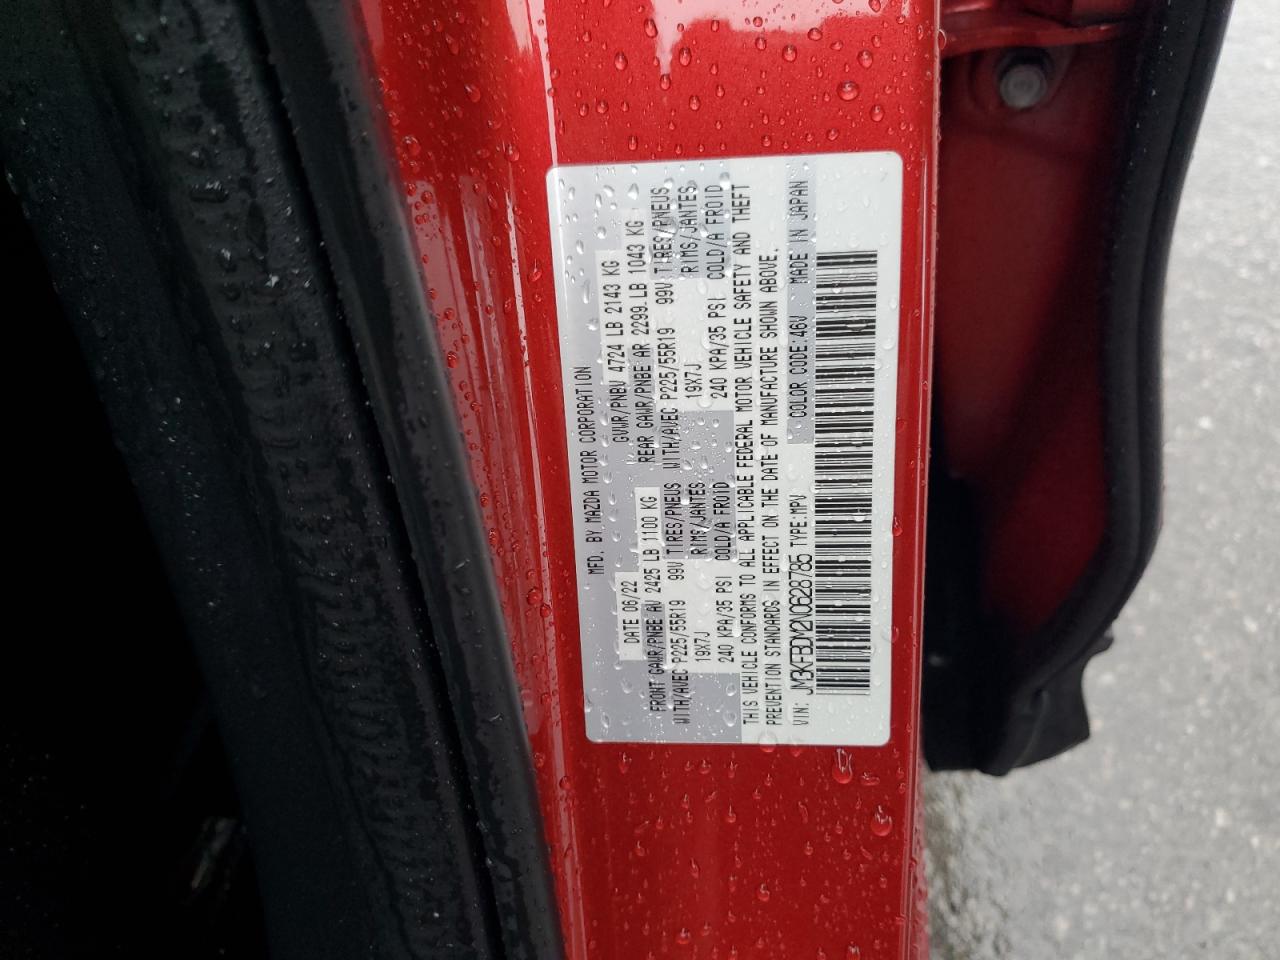 MFD. BY MAZDA MOTOR CORPORATION
DATE 06/22 GVWR/PNBV 4724 LB 2143 KG
FRONT GAWR/PNBE AV 2425 LB 1100 KG REAR GAWR/PNBE AR 2299 LB 1043 KG
WITH/AVEC P225/55R19 99V TIRES/PNEUS WITH/AVEC P225/55R19 99V TIRES/PNEUS
19X7J RIMS/JANTES 19X7J RIMS/JANTES
240 KPA/35 PSI COLD/A FROID 240 KPA/35 PSI COLD/A FROID
THIS VEHICLE CONFORMS TO ALL APPLICABLE FEDERAL MOTOR VEHICLE SAFETY AND THEFT
PREVENTION STANDARDS IN EFFECT ON THE DATE OF MANUFACTURE SHOWN ABOVE.
VIN: JM3KFBDM2N0628785 TYPE:MPV COLOR CODE:46V MADE IN JAPAN